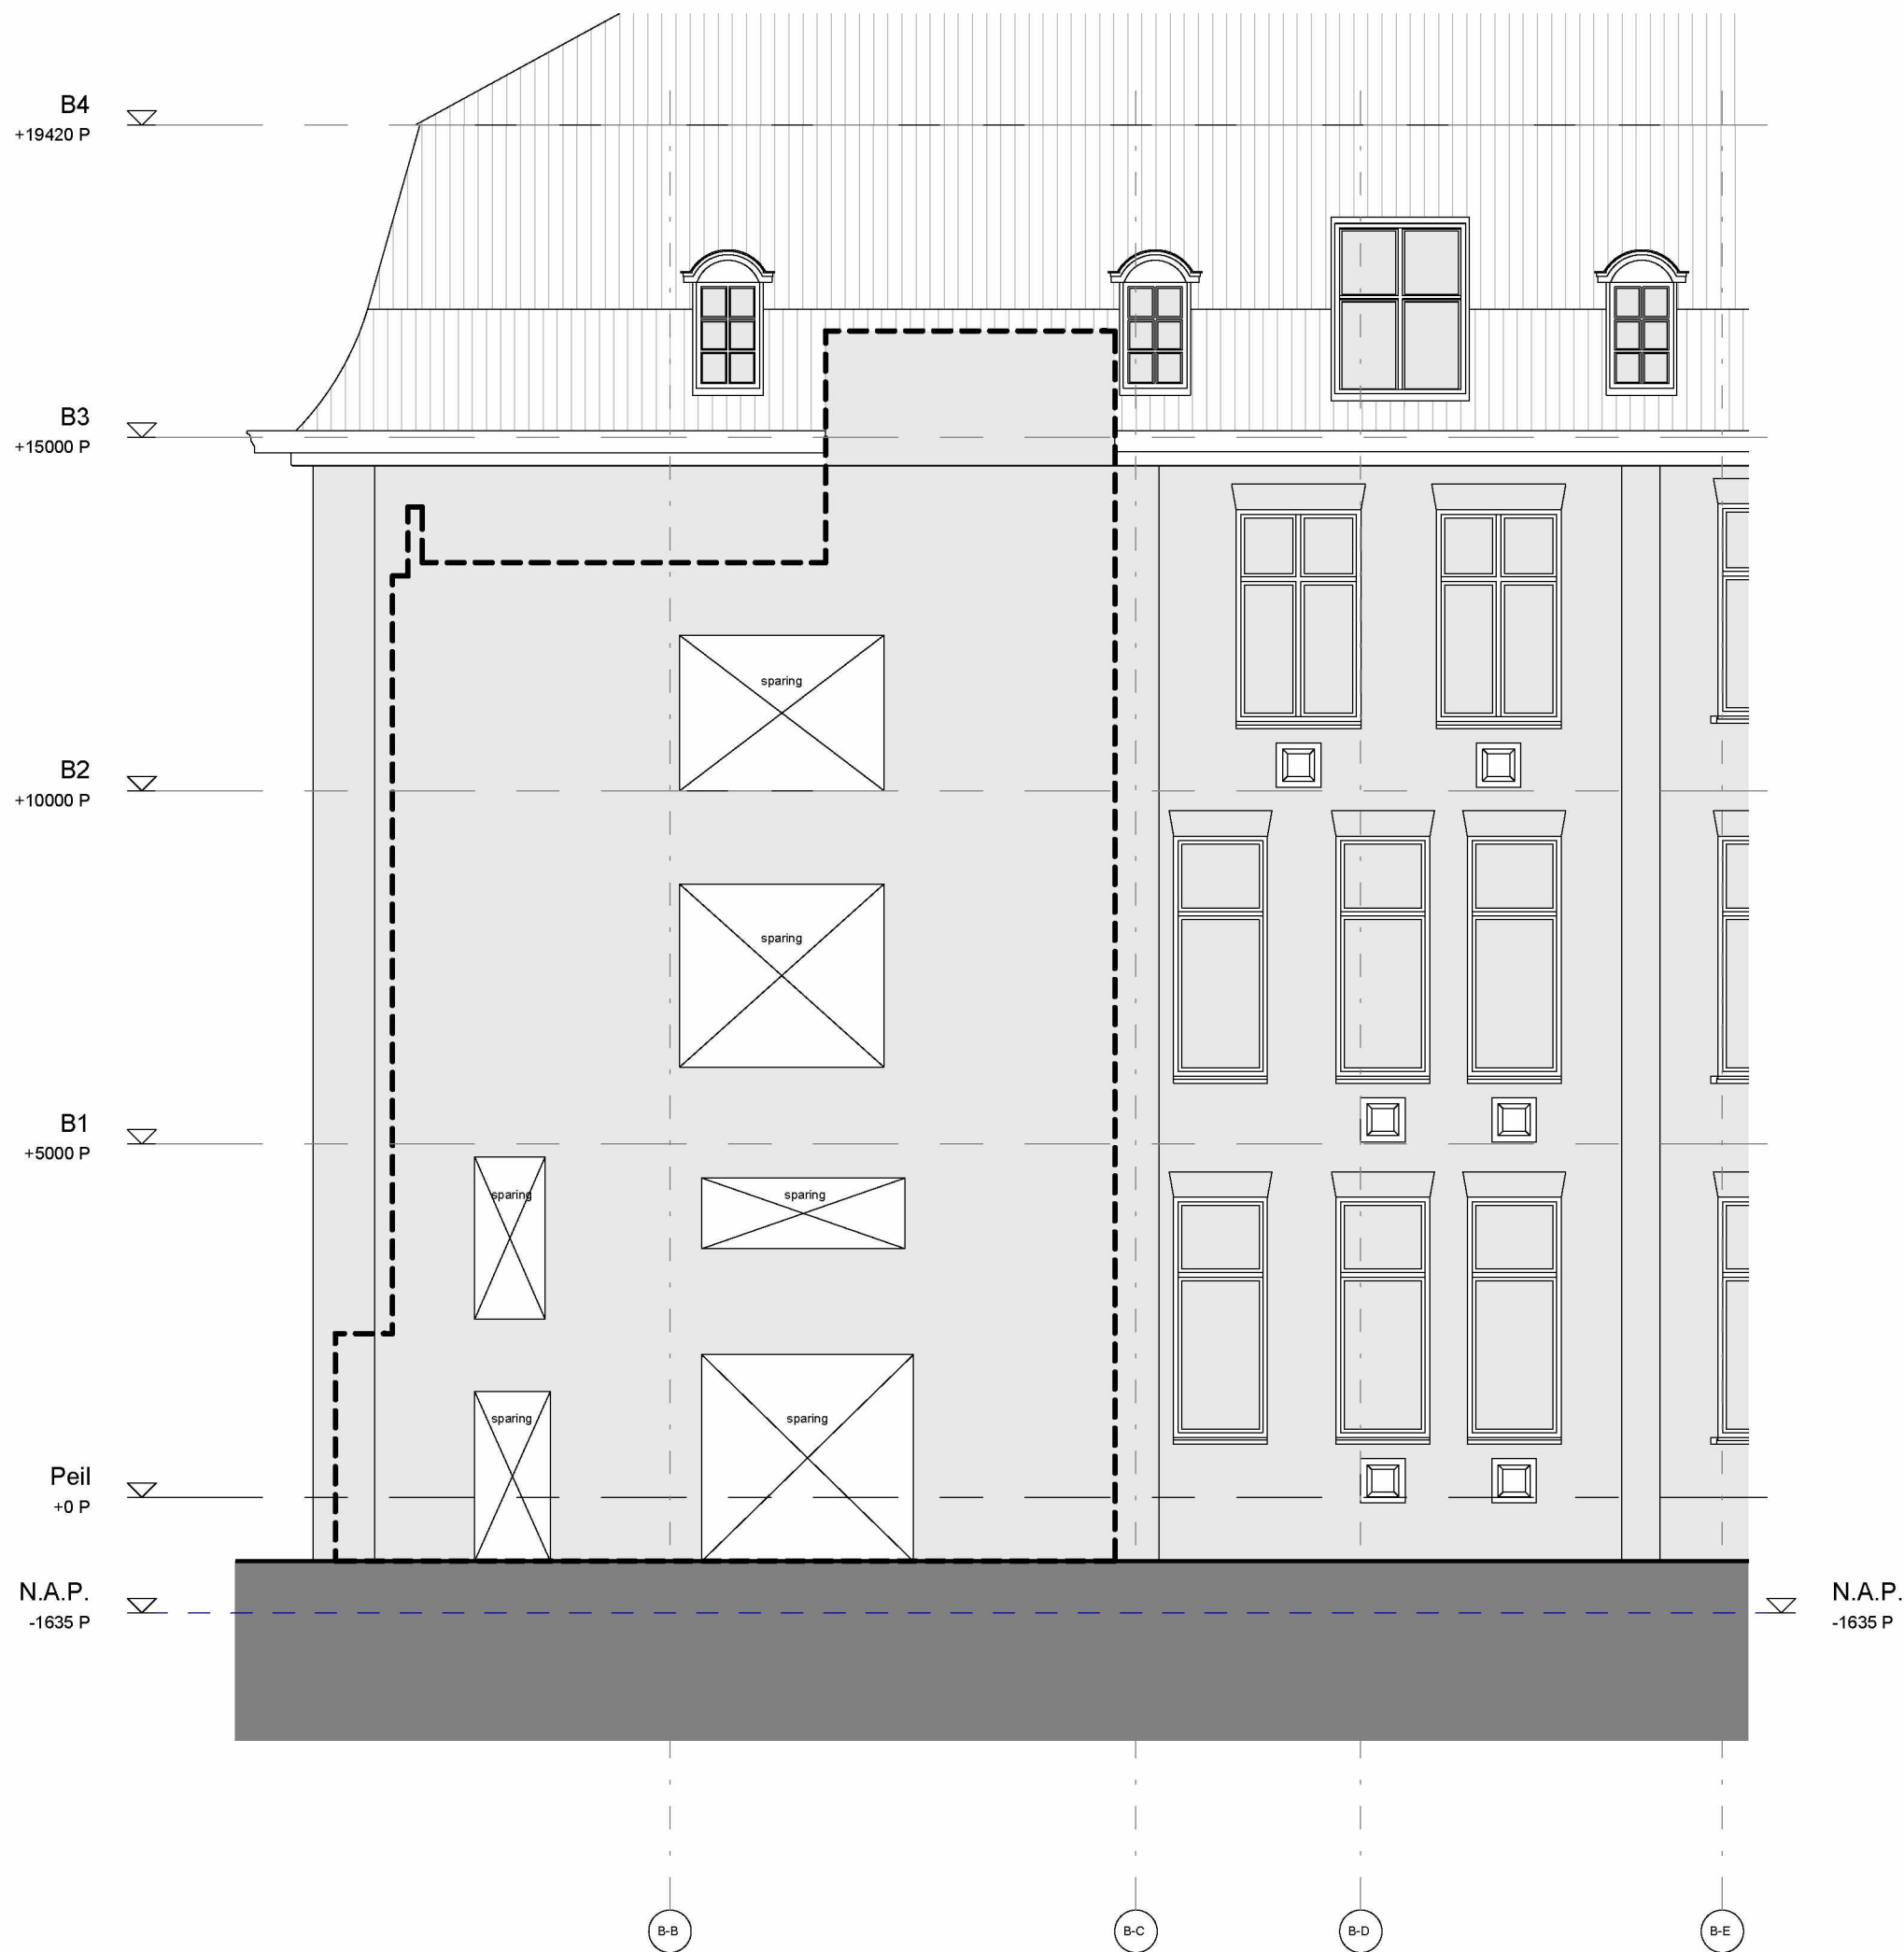 B4
+19420 P
B3
+15000 P
sparing
B2
+10000 P
sparing
B1
+5000 P
sparing
sparing
sparing
sparing
Peil
+0 P
N.A.P.
-1635 P
N.A.P.
-1635 P
B-B
B-C
B-D
B-E